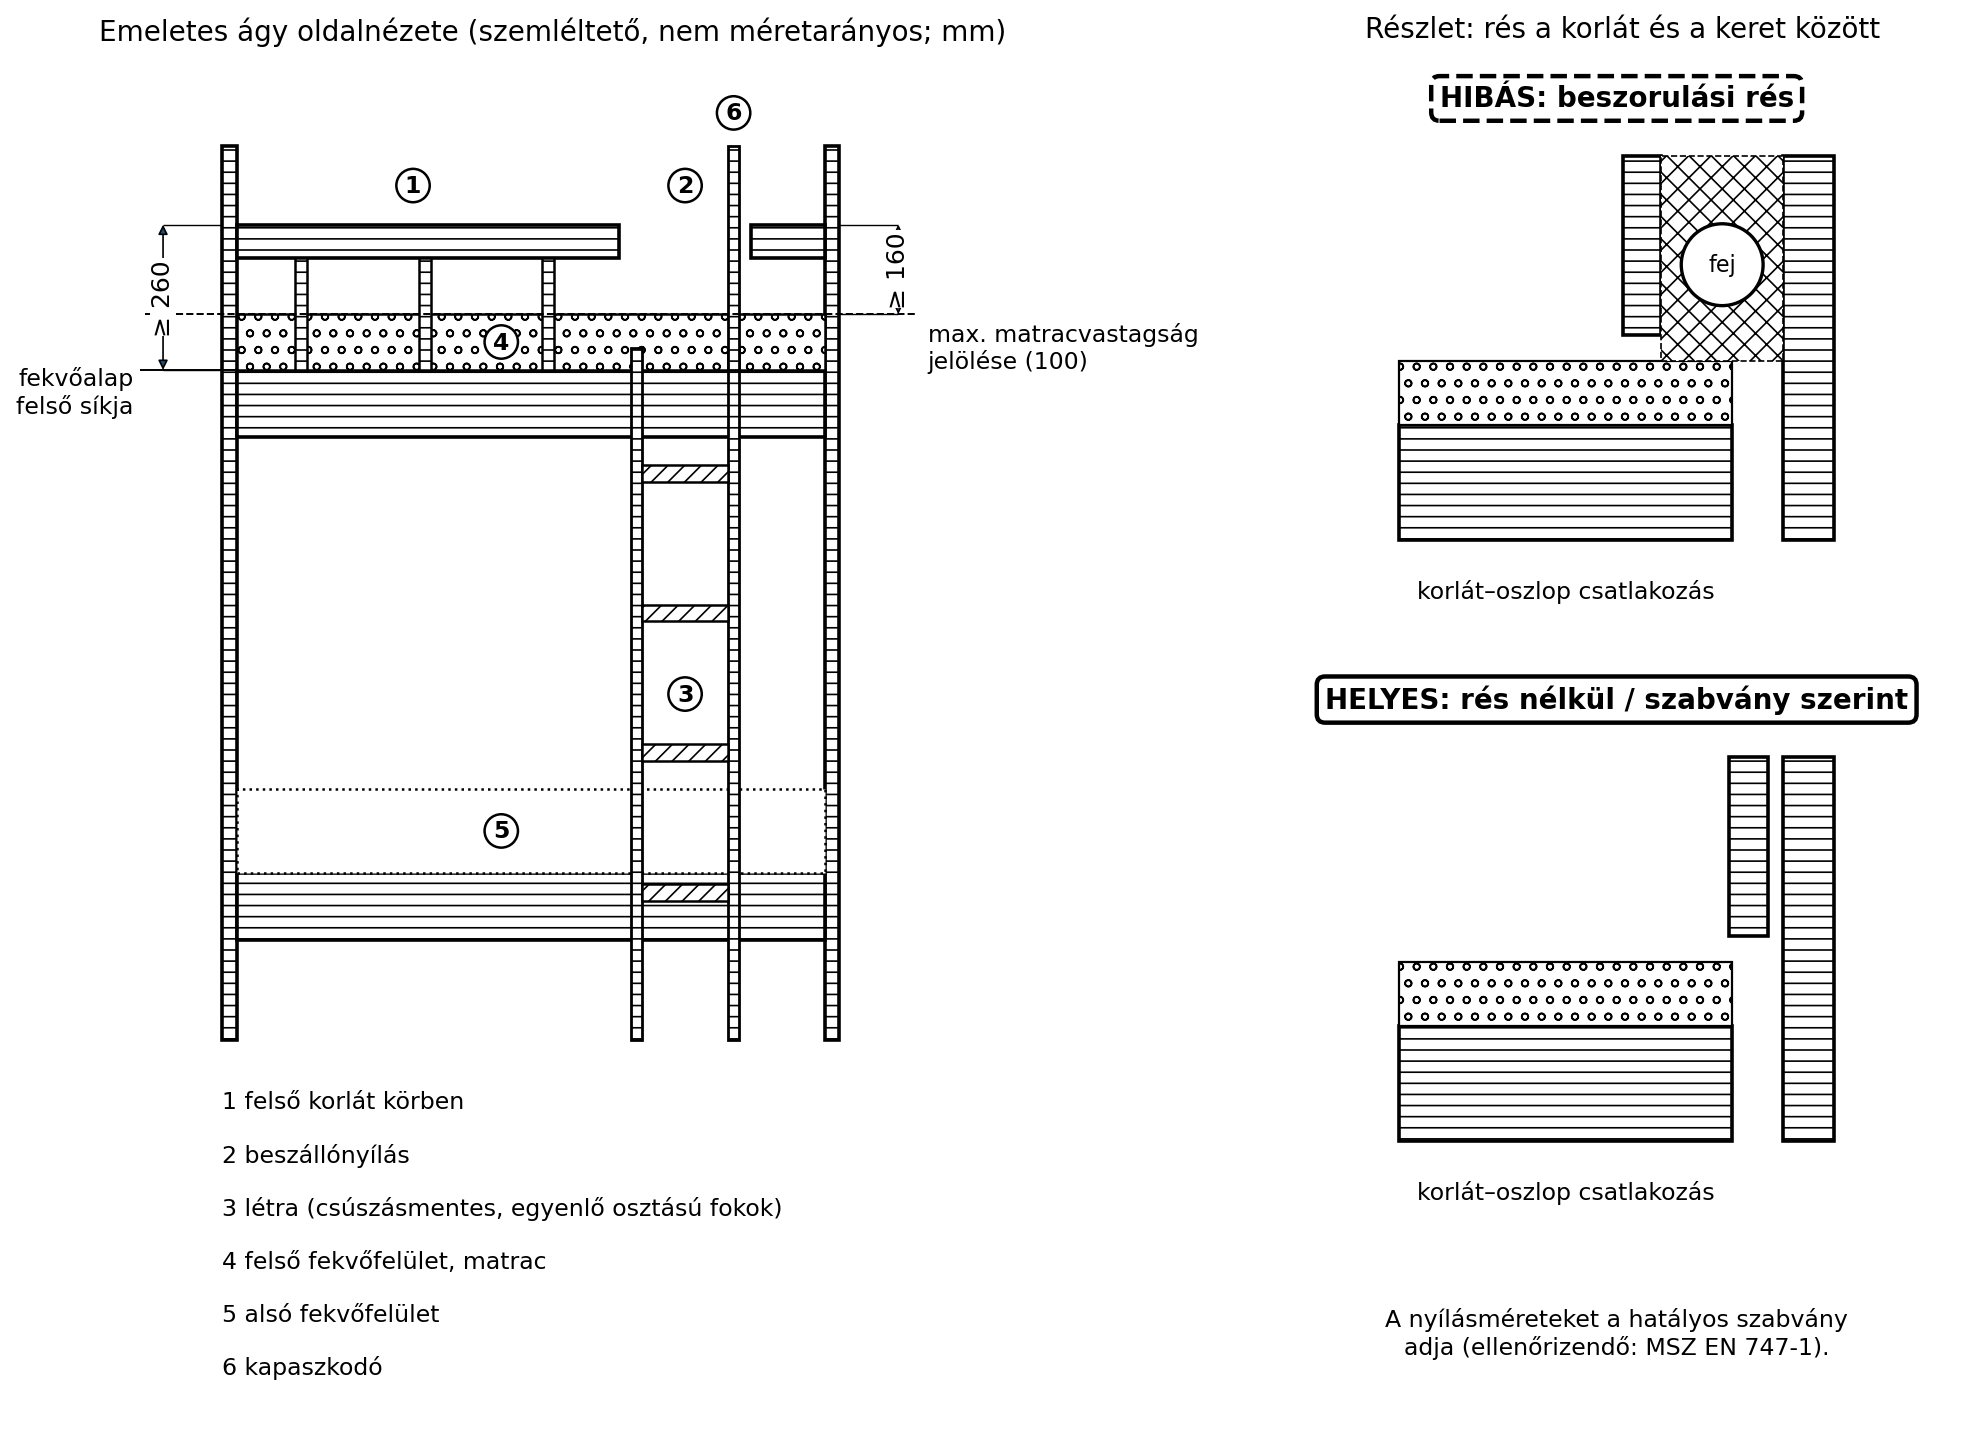 Emeletes ágy oldalnézete (szemléltető, nem méretarányos; mm)
6
1
2
≥ 260
≥ 160
4
max. matracvastagság
jelölése (100)
fekvőalap
felső síkja
3
5
1 felső korlát körben
2 beszállónyílás
3 létra (csúszásmentes, egyenlő osztású fokok)
4 felső fekvőfelület, matrac
5 alsó fekvőfelület
6 kapaszkodó
Részlet: rés a korlát és a keret között
HIBÁS: beszorulási rés
fej
korlát–oszlop csatlakozás
HELYES: rés nélkül / szabvány szerint
korlát–oszlop csatlakozás
A nyílásméreteket a hatályos szabvány
adja (ellenőrizendő: MSZ EN 747-1).